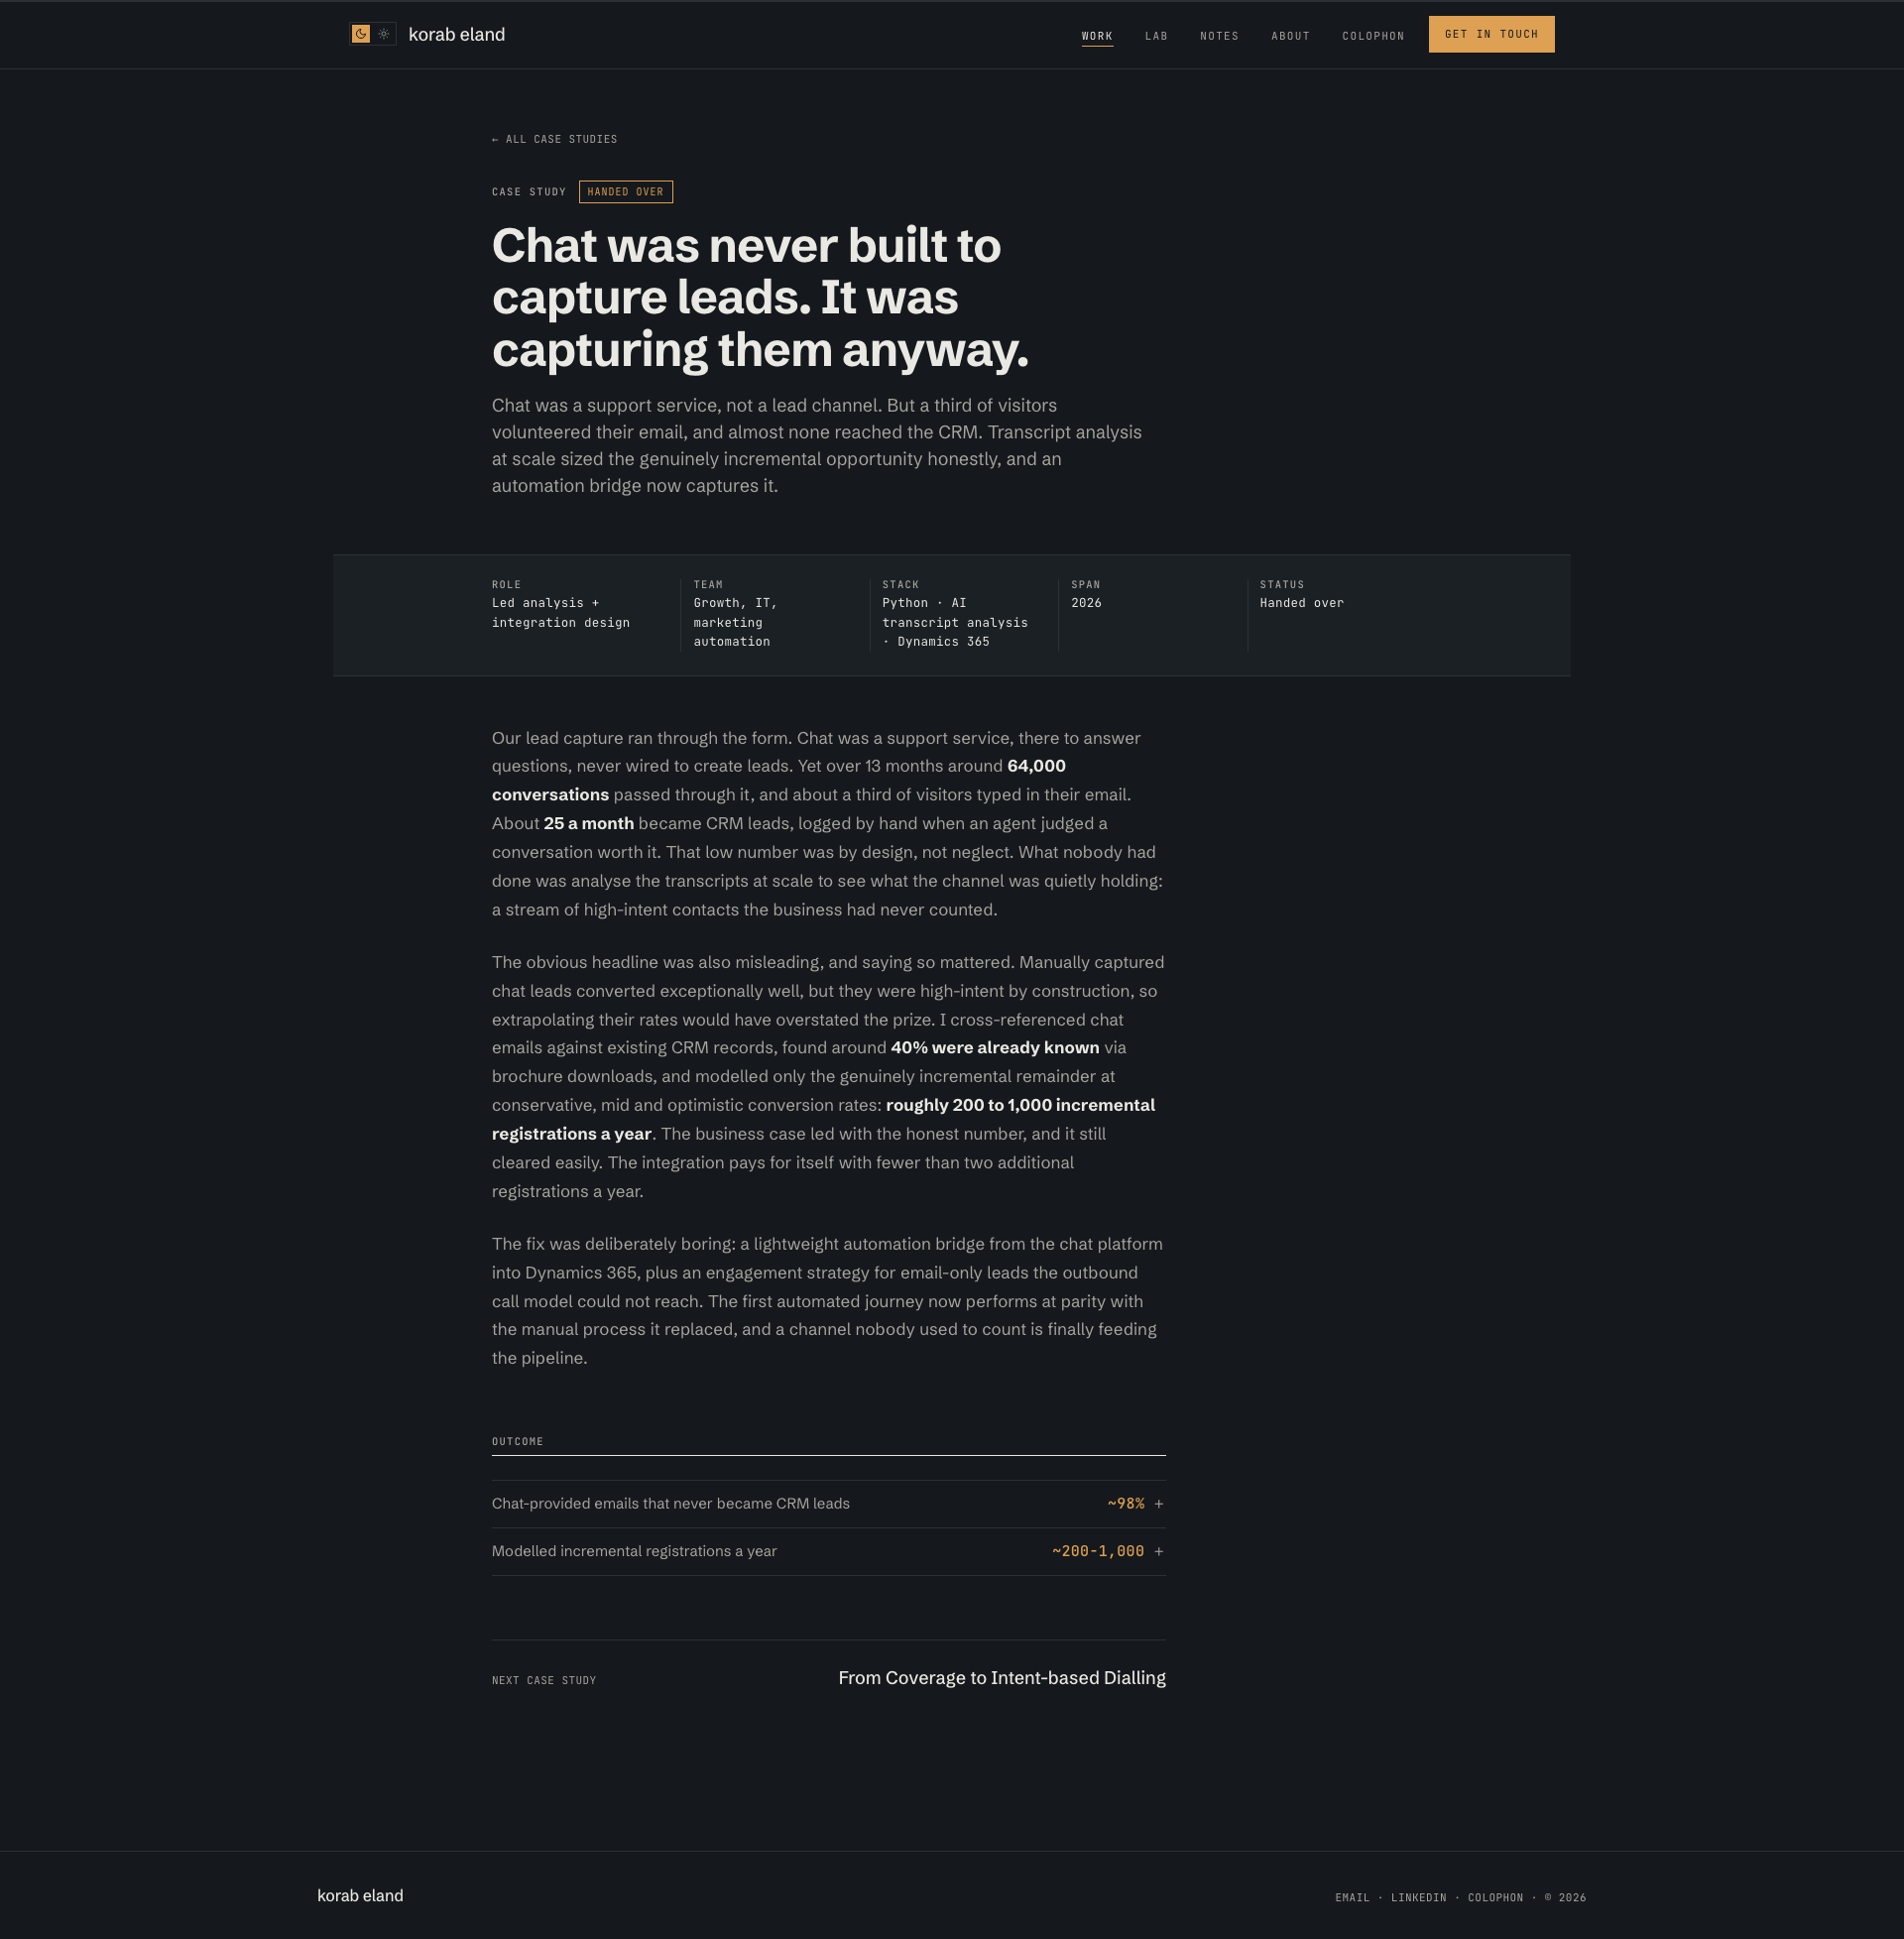 korab eland
WORK
LAB
NOTES
ABOUT
COLOPHON
GET IN TOUCH
← ALL CASE STUDIES
CASE STUDY
HANDED OVER
Chat was never built to
capture leads. It was
capturing them anyway.
Chat was a support service, not a lead channel. But a third of visitors
volunteered their email, and almost none reached the CRM. Transcript analysis
at scale sized the genuinely incremental opportunity honestly, and an
automation bridge now captures it.
ROLE
Led analysis +
integration design
TEAM
Growth, IT,
marketing
automation
STACK
Python · AI
transcript analysis
· Dynamics 365
SPAN
2026
STATUS
Handed over
Our lead capture ran through the form. Chat was a support service, there to answer
questions, never wired to create leads. Yet over 13 months around 64,000
conversations passed through it, and about a third of visitors typed in their email.
About 25 a month became CRM leads, logged by hand when an agent judged a
conversation worth it. That low number was by design, not neglect. What nobody had
done was analyse the transcripts at scale to see what the channel was quietly holding:
a stream of high-intent contacts the business had never counted.
The obvious headline was also misleading, and saying so mattered. Manually captured
chat leads converted exceptionally well, but they were high-intent by construction, so
extrapolating their rates would have overstated the prize. I cross-referenced chat
emails against existing CRM records, found around 40% were already known via
brochure downloads, and modelled only the genuinely incremental remainder at
conservative, mid and optimistic conversion rates: roughly 200 to 1,000 incremental
registrations a year. The business case led with the honest number, and it still
cleared easily. The integration pays for itself with fewer than two additional
registrations a year.
The fix was deliberately boring: a lightweight automation bridge from the chat platform
into Dynamics 365, plus an engagement strategy for email-only leads the outbound
call model could not reach. The first automated journey now performs at parity with
the manual process it replaced, and a channel nobody used to count is finally feeding
the pipeline.
OUTCOME
Chat-provided emails that never became CRM leads ~98% +
Modelled incremental registrations a year ~200-1,000 +
NEXT CASE STUDY
From Coverage to Intent-based Dialling
korab eland
EMAIL · LINKEDIN · COLOPHON · © 2026